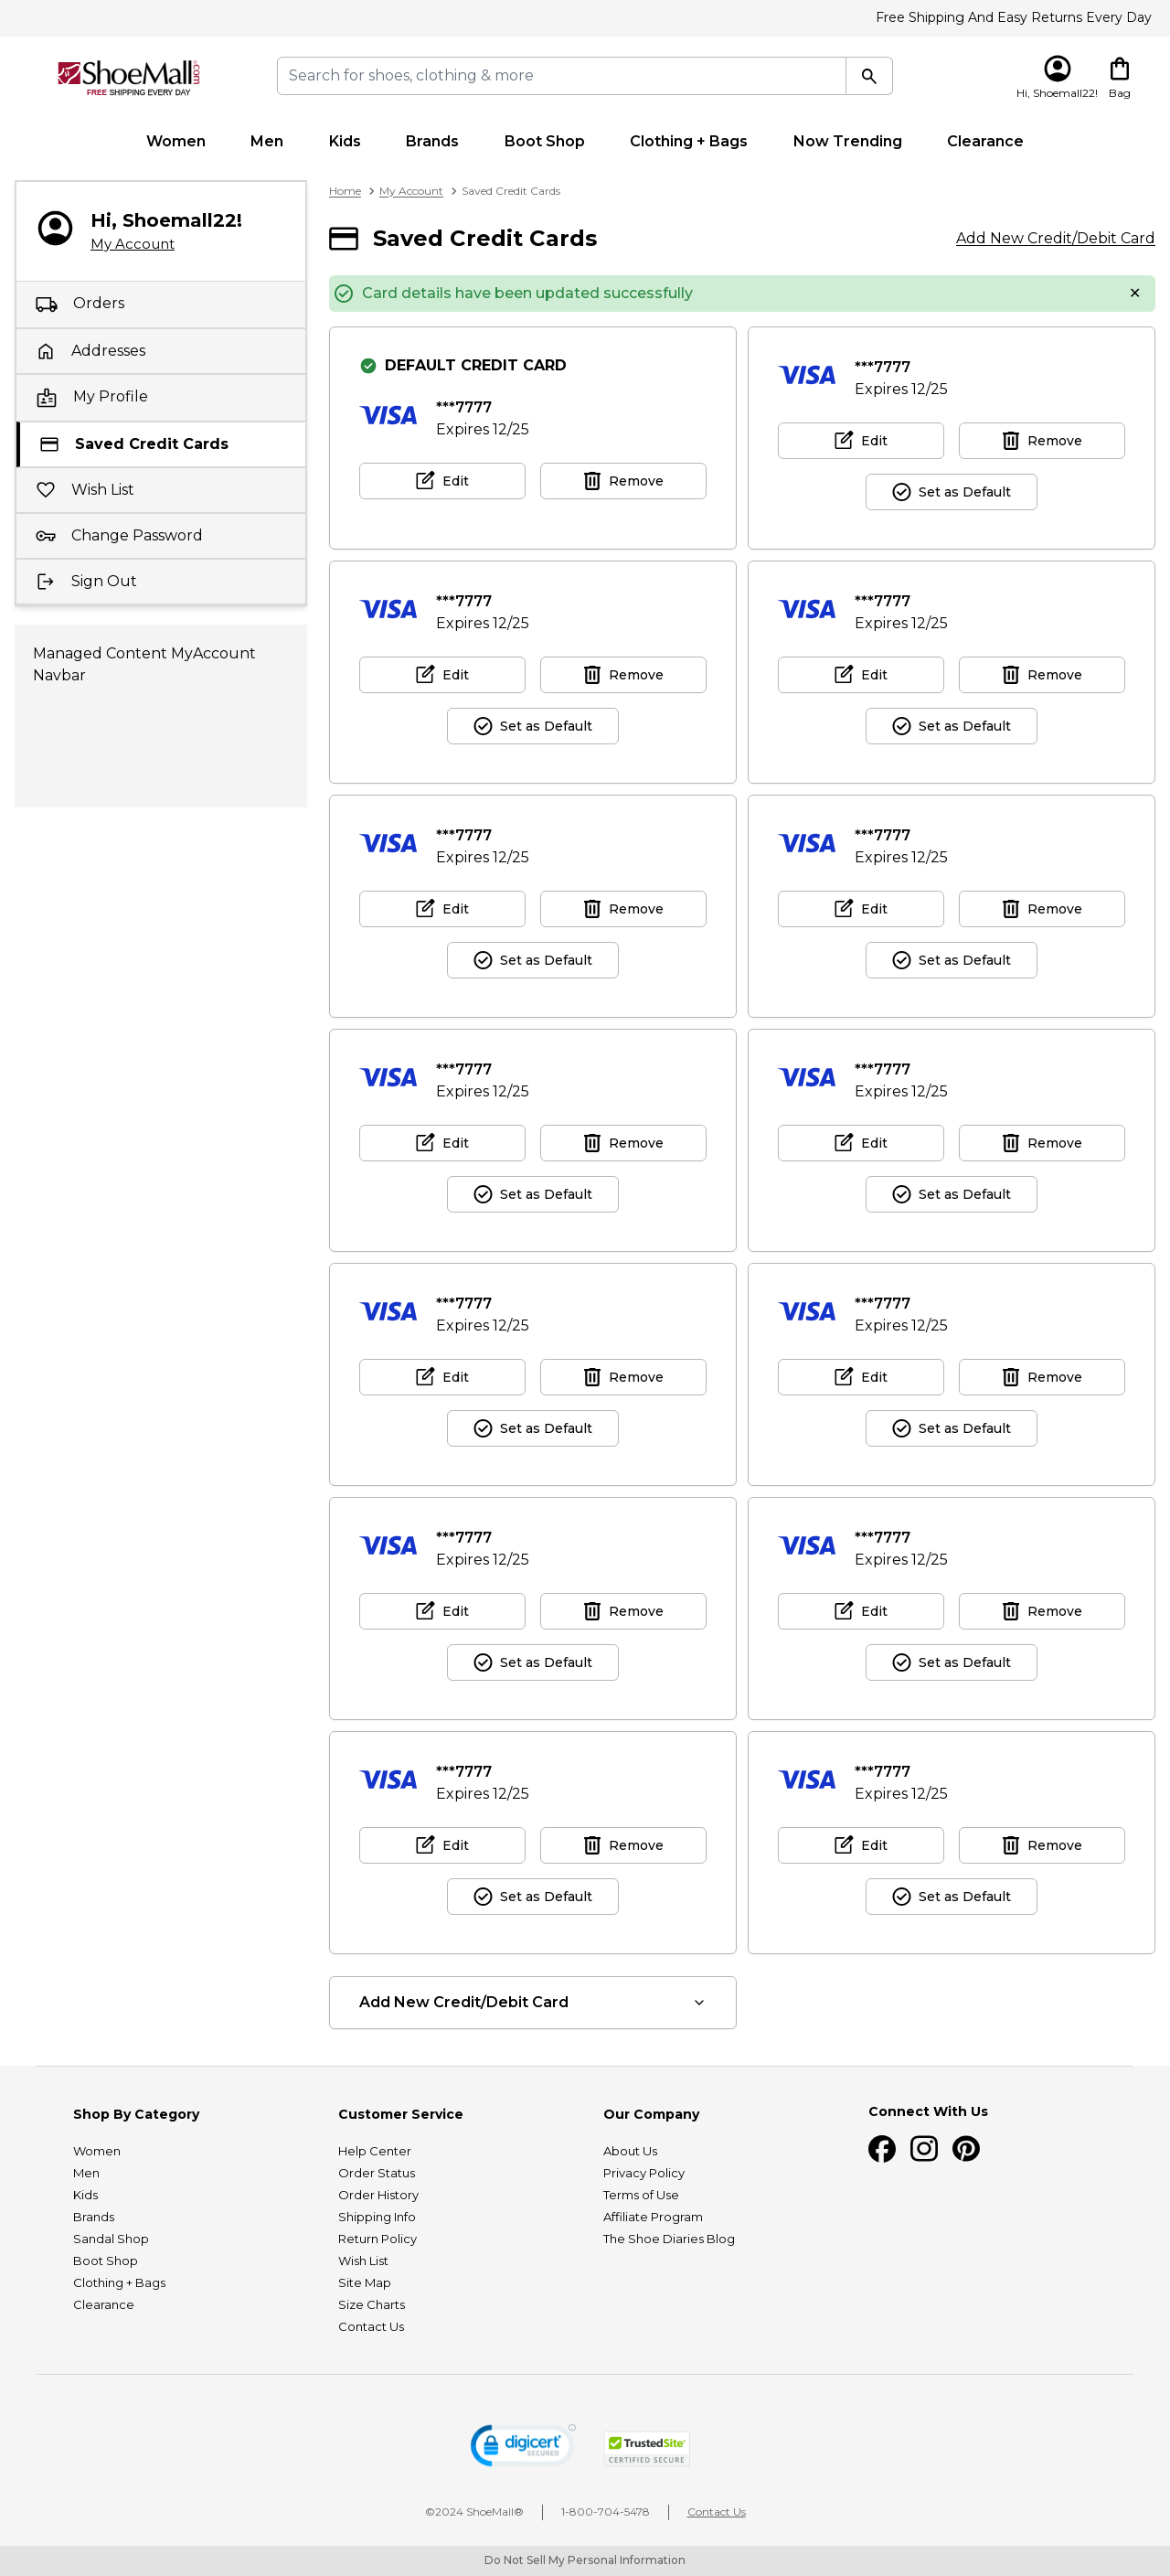 Free Shipping And Easy Returns Every Day
ShoeMall.com
FREE SHIPPING EVERY DAY
Search for shoes, clothing & more
Hi, Shoemall22!
Bag
Women
Men
Kids
Brands
Boot Shop
Clothing + Bags
Now Trending
Clearance
Hi, Shoemall22!
My Account
Orders
Addresses
My Profile
Saved Credit Cards
Wish List
Change Password
Sign Out
Managed Content MyAccount
Navbar
Home > My Account > Saved Credit Cards
Saved Credit Cards
Add New Credit/Debit Card
Card details have been updated successfully
DEFAULT CREDIT CARD
VISA
***7777
Expires 12/25
Edit
Remove
VISA
***7777
Expires 12/25
Edit
Remove
Set as Default
VISA
***7777
Expires 12/25
Edit
Remove
Set as Default
VISA
***7777
Expires 12/25
Edit
Remove
Set as Default
VISA
***7777
Expires 12/25
Edit
Remove
Set as Default
VISA
***7777
Expires 12/25
Edit
Remove
Set as Default
VISA
***7777
Expires 12/25
Edit
Remove
Set as Default
VISA
***7777
Expires 12/25
Edit
Remove
Set as Default
VISA
***7777
Expires 12/25
Edit
Remove
Set as Default
VISA
***7777
Expires 12/25
Edit
Remove
Set as Default
VISA
***7777
Expires 12/25
Edit
Remove
Set as Default
VISA
***7777
Expires 12/25
Edit
Remove
Set as Default
VISA
***7777
Expires 12/25
Edit
Remove
Set as Default
VISA
***7777
Expires 12/25
Edit
Remove
Set as Default
Add New Credit/Debit Card
Shop By Category
Women
Men
Kids
Brands
Sandal Shop
Boot Shop
Clothing + Bags
Clearance
Customer Service
Help Center
Order Status
Order History
Shipping Info
Return Policy
Wish List
Site Map
Size Charts
Contact Us
Our Company
About Us
Privacy Policy
Terms of Use
Affiliate Program
The Shoe Diaries Blog
Connect With Us
digicert
SECURED
TrustedSite
CERTIFIED SECURE
©2024 ShoeMall®
1-800-704-5478
Contact Us
Do Not Sell My Personal Information